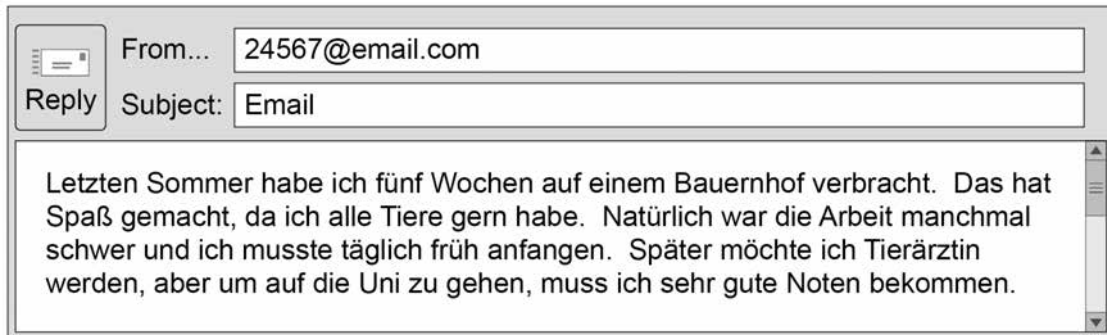 From... 24567@email.com
Reply
Subject: Email
Letzten Sommer habe ich fünf Wochen auf einem Bauernhof verbracht.  Das hat
Spaß gemacht, da ich alle Tiere gern habe.  Natürlich war die Arbeit manchmal
schwer und ich musste täglich früh anfangen.  Später möchte ich Tierärztin
werden, aber um auf die Uni zu gehen, muss ich sehr gute Noten bekommen.